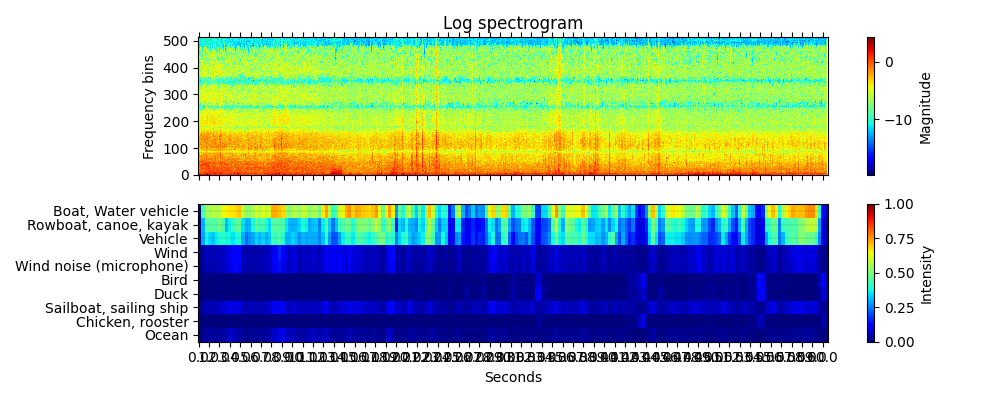 Log spectrogram
500
400
300
200
100
0
Frequency bins
0
−10
Magnitude
Boat, Water vehicle
Rowboat, canoe, kayak
Vehicle
Wind
Wind noise (microphone)
Bird
Duck
Sailboat, sailing ship
Chicken, rooster
Ocean
1.00
0.75
0.50
0.25
0.00
Intensity
Seconds